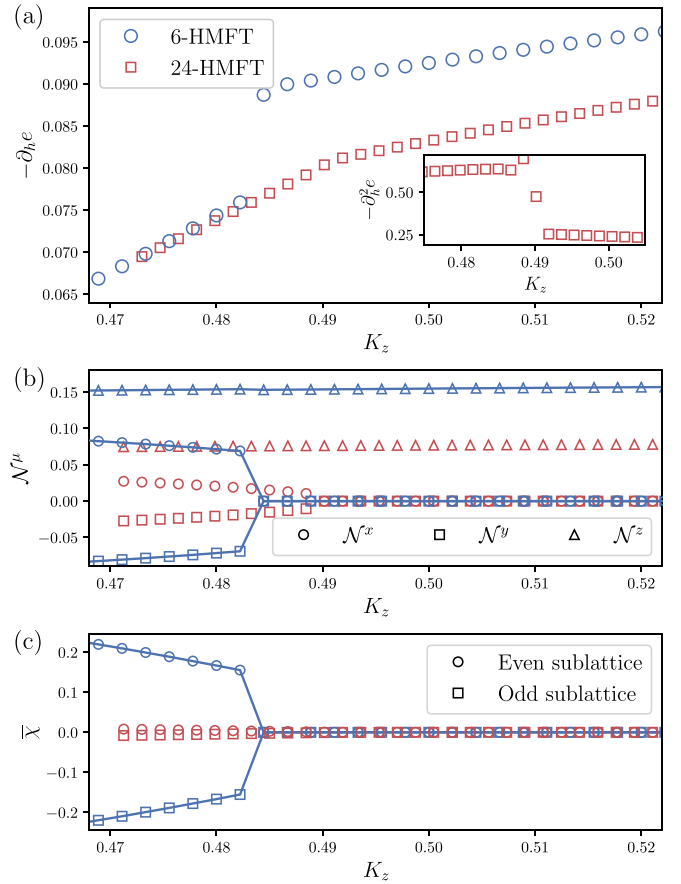 (a)
6-HMFT
24-HMFT
0.095
0.090
0.085
0.080
0.075
0.070
0.065
−∂ₕe
−∂ₕ²e
0.50
0.25
0.48 0.49 0.50
K_z
0.47 0.48 0.49 0.50 0.51 0.52
K_z
(b)
0.15
0.10
0.05
0.00
−0.05
𝒩^μ
𝒩^x 𝒩^y 𝒩^z
0.47 0.48 0.49 0.50 0.51 0.52
K_z
(c)
Even sublattice
Odd sublattice
0.2
0.1
0.0
−0.1
−0.2
χ̅
0.47 0.48 0.49 0.50 0.51 0.52
K_z